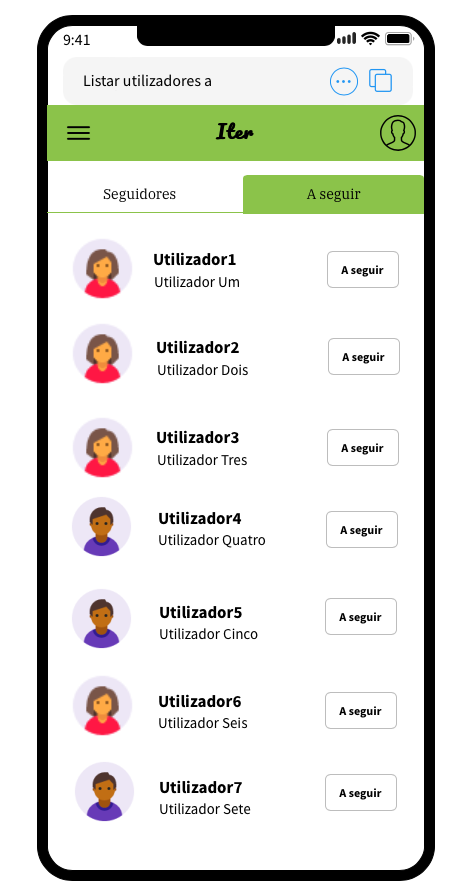 9:41
Listar utilizadores a
Iter
Seguidores
A seguir
Utilizador1
Utilizador Um
A seguir
Utilizador2
Utilizador Dois
A seguir
Utilizador3
Utilizador Tres
A seguir
Utilizador4
Utilizador Quatro
A seguir
Utilizador5
Utilizador Cinco
A seguir
Utilizador6
Utilizador Seis
A seguir
Utilizador7
Utilizador Sete
A seguir